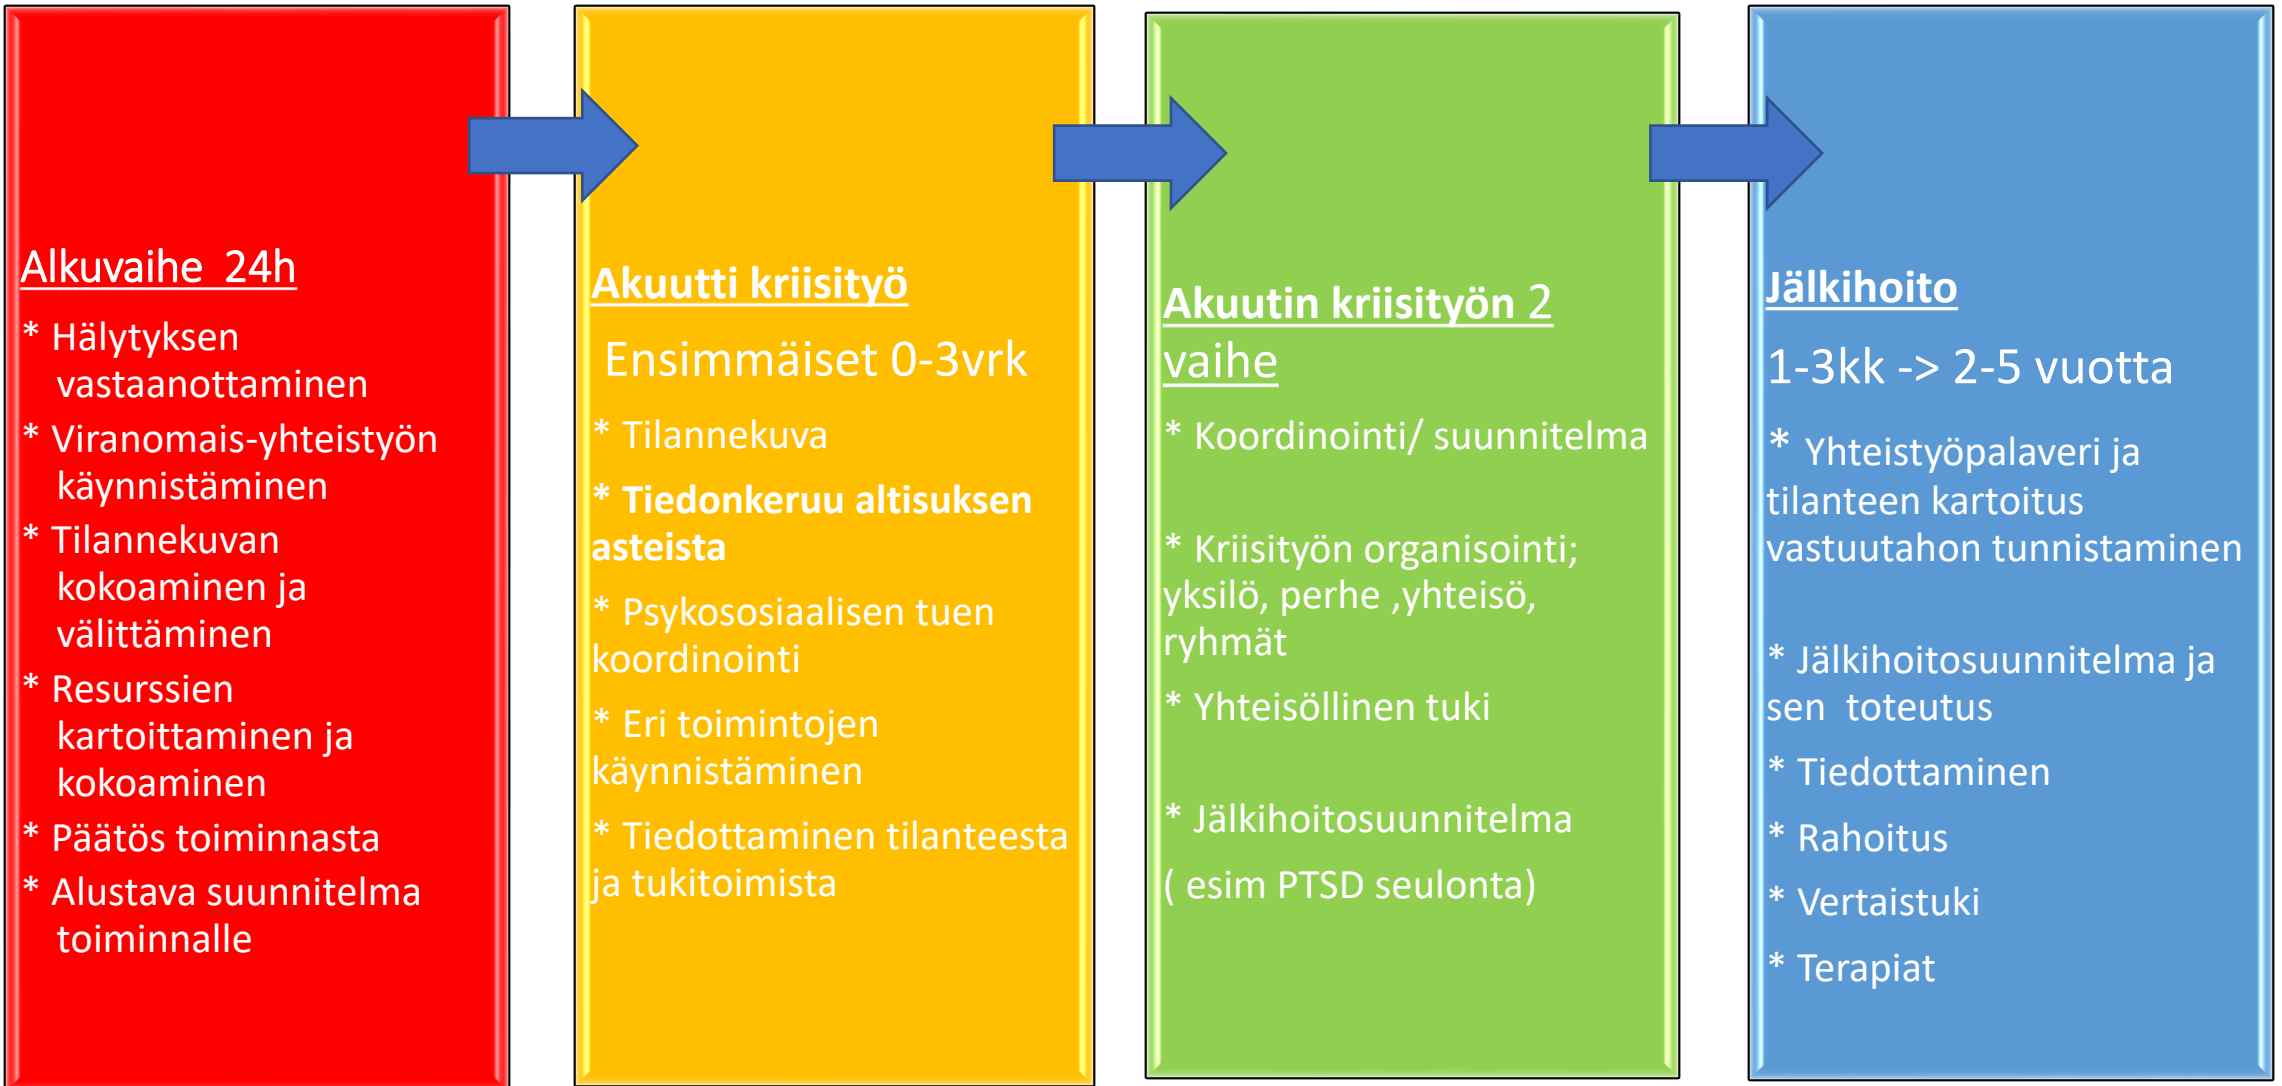 Alkuvaihe  24h
* Hälytyksen
vastaanottaminen
* Viranomais-yhteistyön
käynnistäminen
* Tilannekuvan
kokoaminen ja
välittäminen
* Resurssien
kartoittaminen ja
kokoaminen
* Päätös toiminnasta
* Alustava suunnitelma
toiminnalle
Akuutti kriisityö
Ensimmäiset 0-3vrk
* Tilannekuva
* Tiedonkeruu altisuksen
asteista
* Psykososiaalisen tuen
koordinointi
* Eri toimintojen
käynnistäminen
* Tiedottaminen tilanteesta
ja tukitoimista
Akuutin kriisityön 2
vaihe
* Koordinointi/ suunnitelma
* Kriisityön organisointi;
yksilö, perhe ,yhteisö,
ryhmät
* Yhteisöllinen tuki
* Jälkihoitosuunnitelma
( esim PTSD seulonta)
Jälkihoito
1-3kk -> 2-5 vuotta
* Yhteistyöpalaveri ja
tilanteen kartoitus
vastuutahon tunnistaminen
* Jälkihoitosuunnitelma ja
sen  toteutus
* Tiedottaminen
* Rahoitus
* Vertaistuki
* Terapiat